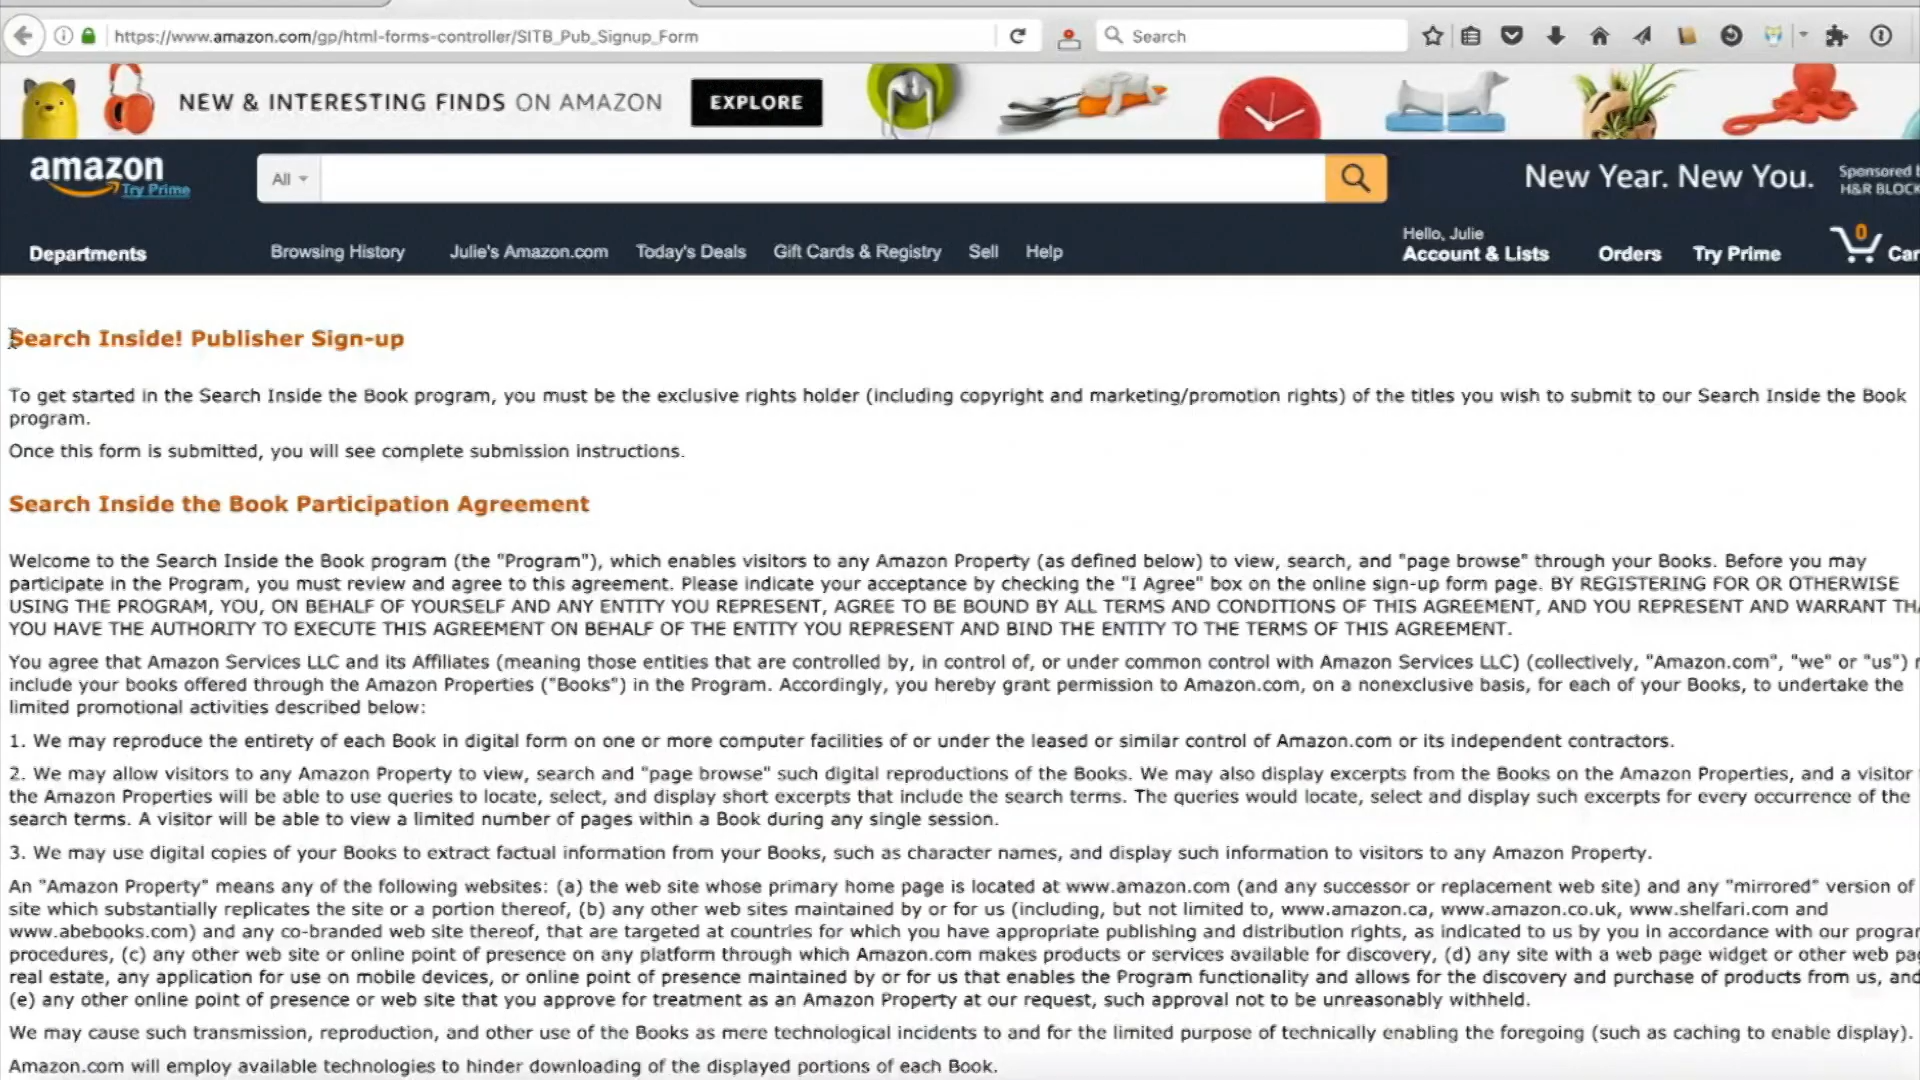 https://www.amazon.com/gp/html-forms-controller/SITB_Pub_Signup_Form
Search
NEW & INTERESTING FINDS ON AMAZON
EXPLORE
amazon
Try Prime
All
New Year. New You.
Sponsored
H&R BLOCK
Departments
Browsing History
Julie's Amazon.com
Today's Deals
Gift Cards & Registry
Sell
Help
Hello, Julie
Account & Lists
Orders
Try Prime
0
Search Inside! Publisher Sign-up
To get started in the Search Inside the Book program, you must be the exclusive rights holder (including copyright and marketing/promotion rights) of the titles you wish to submit to our Search Inside the Book
program.
Once this form is submitted, you will see complete submission instructions.
Search Inside the Book Participation Agreement
Welcome to the Search Inside the Book program (the "Program"), which enables visitors to any Amazon Property (as defined below) to view, search, and "page browse" through your Books. Before you may
participate in the Program, you must review and agree to this agreement. Please indicate your acceptance by checking the "I Agree" box on the online sign-up form page. BY REGISTERING FOR OR OTHERWISE
USING THE PROGRAM, YOU, ON BEHALF OF YOURSELF AND ANY ENTITY YOU REPRESENT, AGREE TO BE BOUND BY ALL TERMS AND CONDITIONS OF THIS AGREEMENT, AND YOU REPRESENT AND WARRANT
YOU HAVE THE AUTHORITY TO EXECUTE THIS AGREEMENT ON BEHALF OF THE ENTITY YOU REPRESENT AND BIND THE ENTITY TO THE TERMS OF THIS AGREEMENT.
You agree that Amazon Services LLC and its Affiliates (meaning those entities that are controlled by, in control of, or under common control with Amazon Services LLC) (collectively, "Amazon.com", "we" or "us")
include your books offered through the Amazon Properties ("Books") in the Program. Accordingly, you hereby grant permission to Amazon.com, on a nonexclusive basis, for each of your Books, to undertake the
limited promotional activities described below:
1. We may reproduce the entirety of each Book in digital form on one or more computer facilities of or under the leased or similar control of Amazon.com or its independent contractors.
2. We may allow visitors to any Amazon Property to view, search and "page browse" such digital reproductions of the Books. We may also display excerpts from the Books on the Amazon Properties, and a visitor
the Amazon Properties will be able to use queries to locate, select, and display short excerpts that include the search terms. The queries would locate, select and display such excerpts for every occurrence of the
search terms. A visitor will be able to view a limited number of pages within a Book during any single session.
3. We may use digital copies of your Books to extract factual information from your Books, such as character names, and display such information to visitors to any Amazon Property.
An "Amazon Property" means any of the following websites: (a) the web site whose primary home page is located at www.amazon.com (and any successor or replacement web site) and any "mirrored" version of
site which substantially replicates the site or a portion thereof, (b) any other web sites maintained by or for us (including, but not limited to, www.amazon.ca, www.amazon.co.uk, www.shelfari.com and
www.abebooks.com) and any co-branded web site thereof, that are targeted at countries for which you have appropriate publishing and distribution rights, as indicated to us by you in accordance with our
procedures, (c) any other web site or online point of presence on any platform through which Amazon.com makes products or services available for discovery, (d) any site with a web page widget or other web
real estate, any application for use on mobile devices, or online point of presence maintained by or for us that enables the Program functionality and allows for the discovery and purchase of products from us, and
(e) any other online point of presence or web site that you approve for treatment as an Amazon Property at our request, such approval not to be unreasonably withheld.
We may cause such transmission, reproduction, and other use of the Books as mere technological incidents to and for the limited purpose of technically enabling the foregoing (such as caching to enable display).
Amazon.com will employ available technologies to hinder downloading of the displayed portions of each Book.